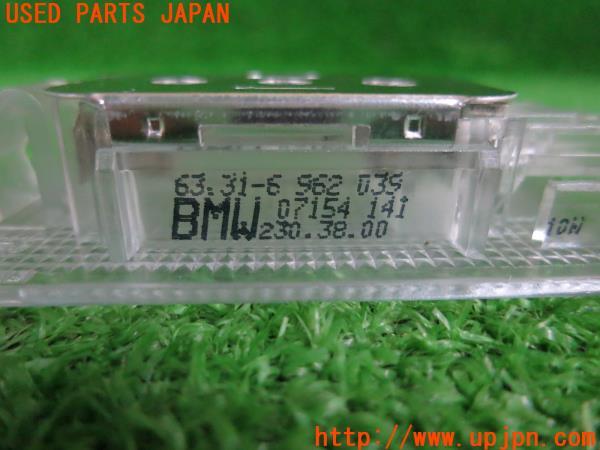 USED PARTS JAPAN
63.31-6 962 039
BMW 07154 141
230.38.00
10W
http://www.upjpn.com